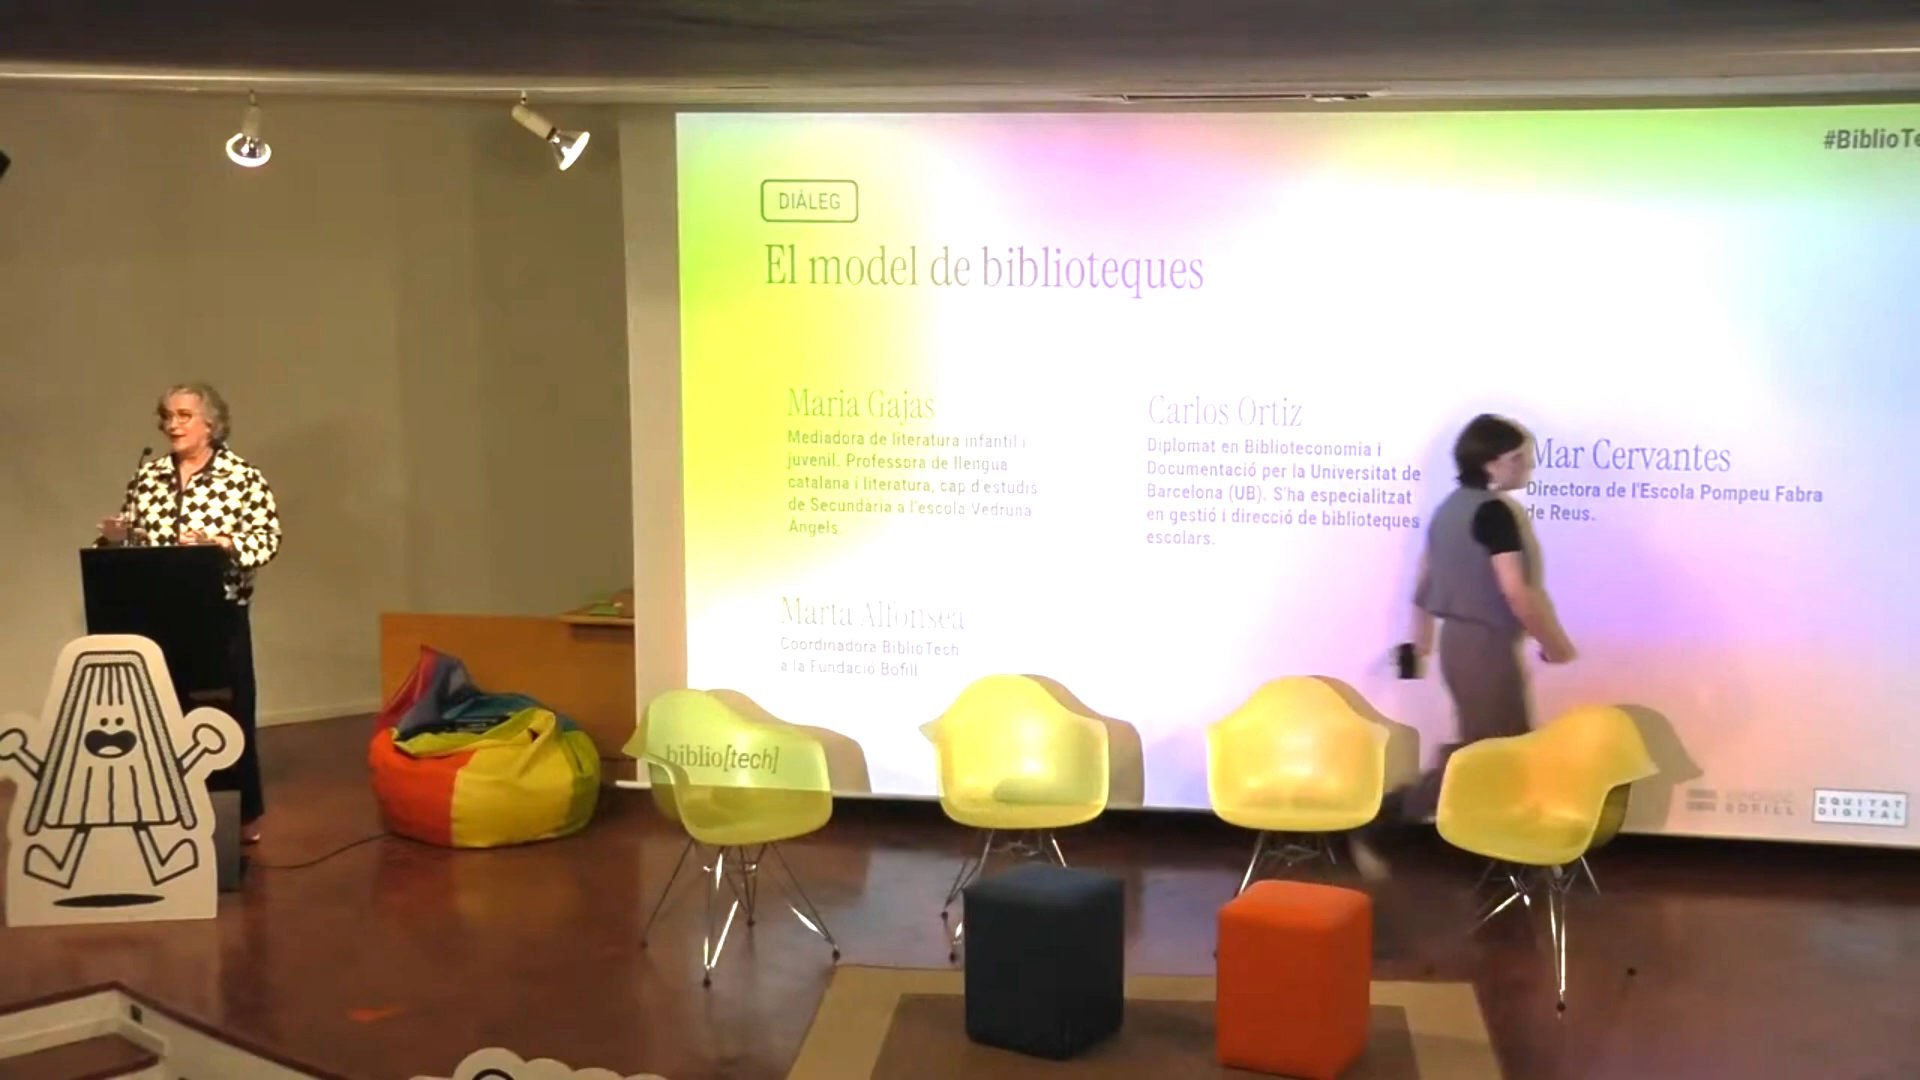 #BiblioTe
DIÀLEG
El model de biblioteques
Maria Gajas
Mediadora de literatura infantil i
juvenil. Professora de llengua
catalana i literatura, cap d'estudis
de Secundària a l'escola Vedruna
Àngels.
Carlos Ortiz
Diplomat en Biblioteconomia i
Documentació per la Universitat de
Barcelona (UB). S'ha especialitzat
en gestió i direcció de biblioteques
escolars.
Mar Cervantes
Directora de l'Escola Pompeu Fabra
de Reus.
Marta Alfonsea
Coordinadora BiblioTech
a la Fundació Bofill
biblio[tech]
FUNDACIÓ
BOFILL
EQUITAT
DIGITAL